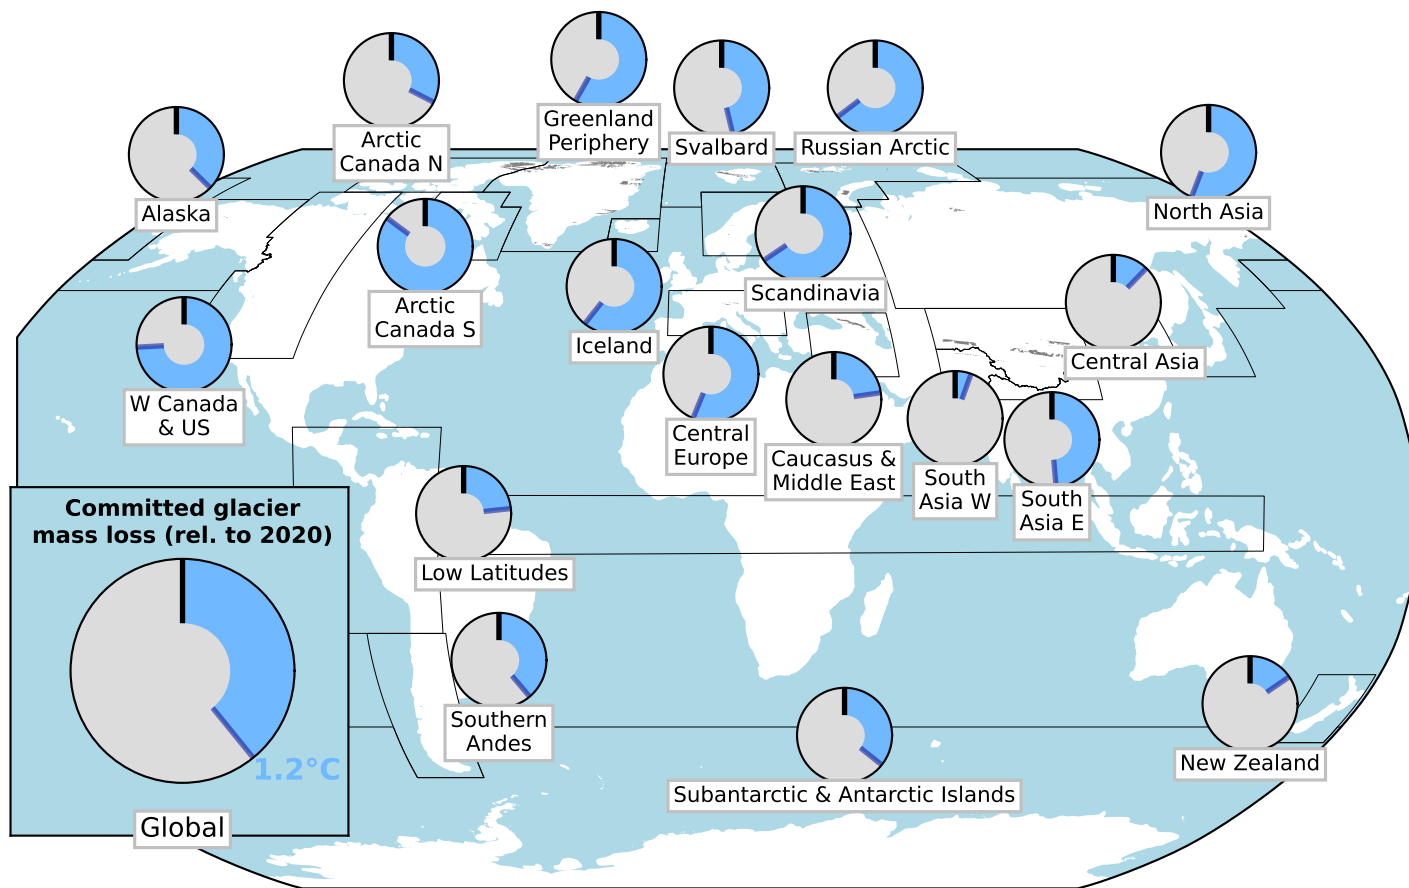 Greenland
Periphery
Arctic
Canada N
Svalbard
Russian Arctic
Alaska
North Asia
Arctic
Canada S
Scandinavia
Iceland
Central Asia
W Canada
& US
Central
Europe
Caucasus &
Middle East
South
Asia W
South
Asia E
Committed glacier
mass loss (rel. to 2020)
1.2°C
Global
Low Latitudes
Southern
Andes
Subantarctic & Antarctic Islands
New Zealand